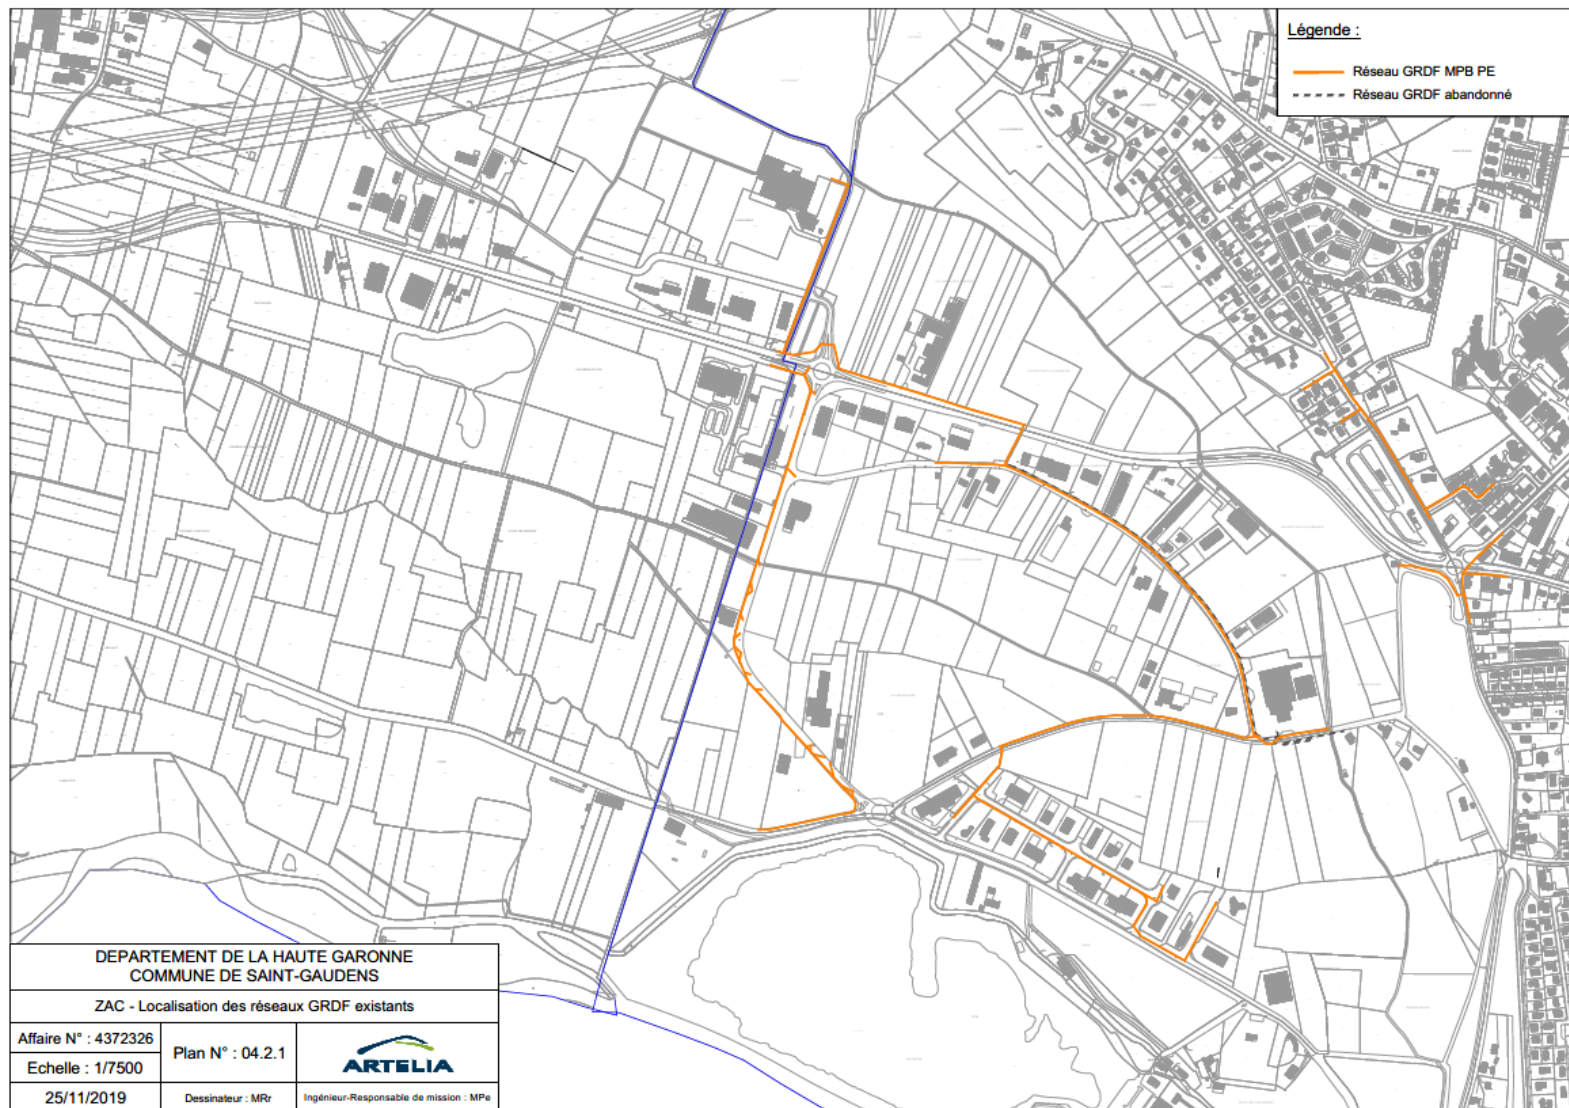 Légende :
Réseau GRDF MPB PE
Réseau GRDF abandonné
DEPARTEMENT DE LA HAUTE GARONNE
COMMUNE DE SAINT-GAUDENS
ZAC - Localisation des réseaux GRDF existants
Affaire N° : 4372326
Plan N° : 04.2.1
ARTELIA
Echelle : 1/7500
25/11/2019
Dessinateur : MRr
Ingénieur-Responsable de mission : MPe